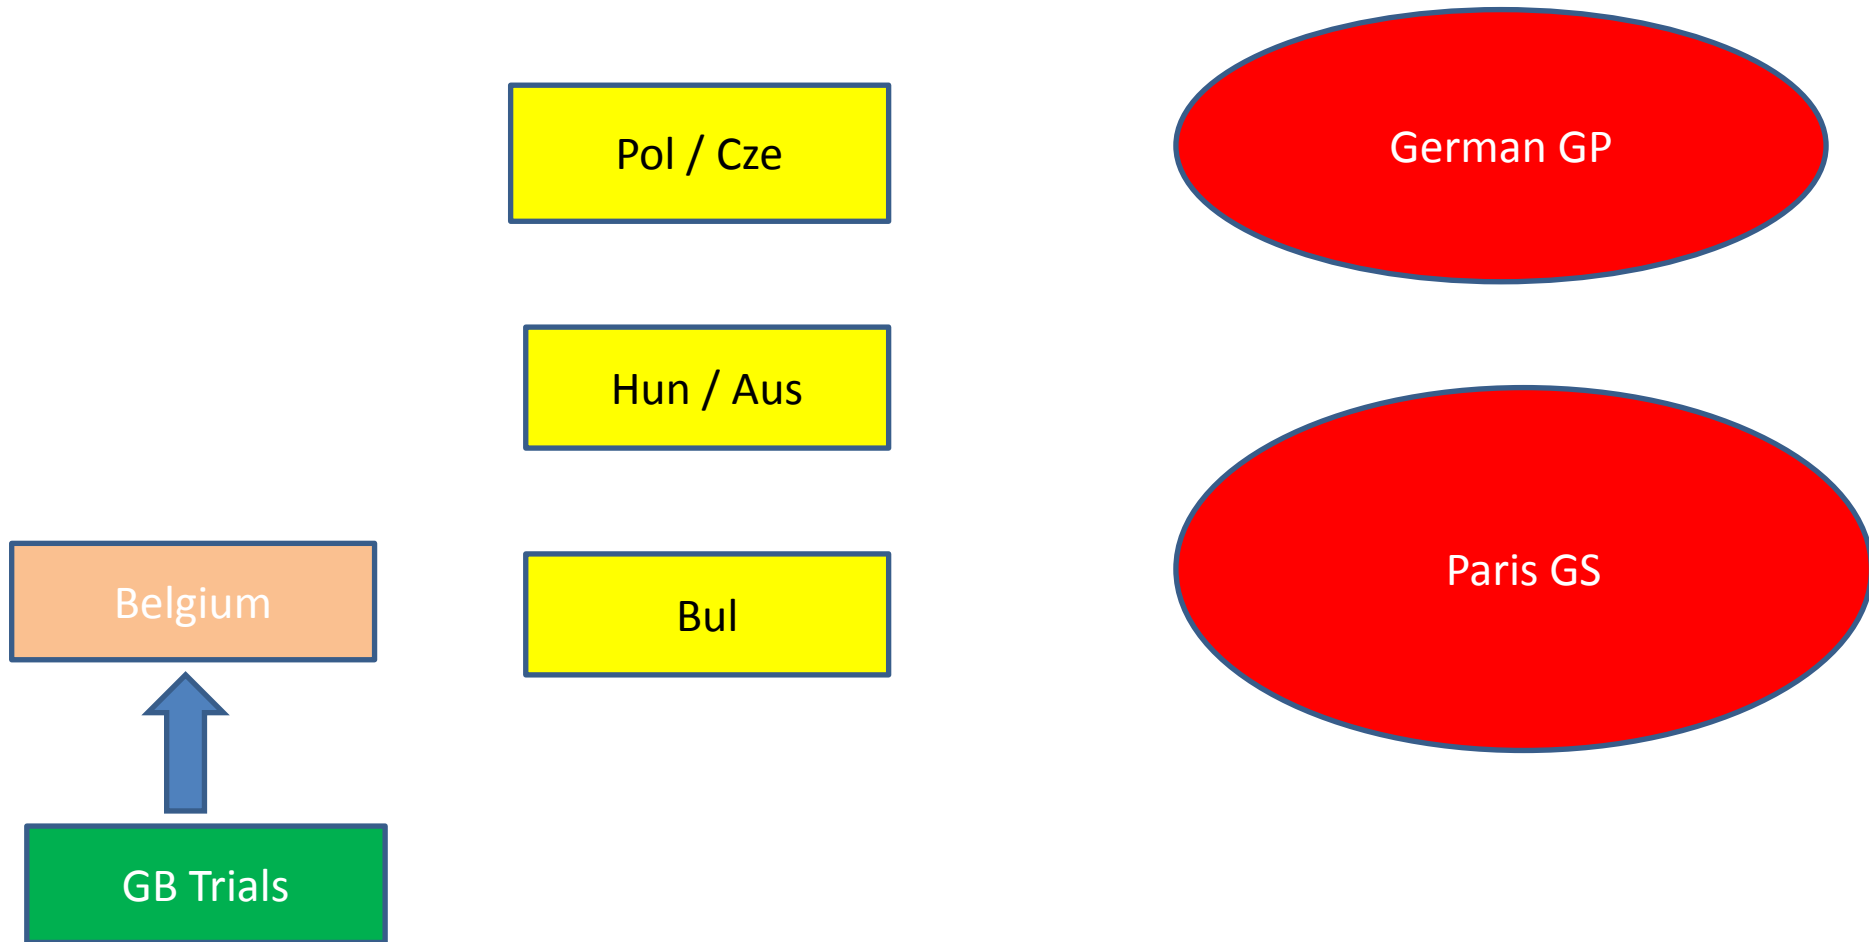 Pol / Cze
German GP
Hun / Aus
Paris GS
Belgium
Bul
GB Trials